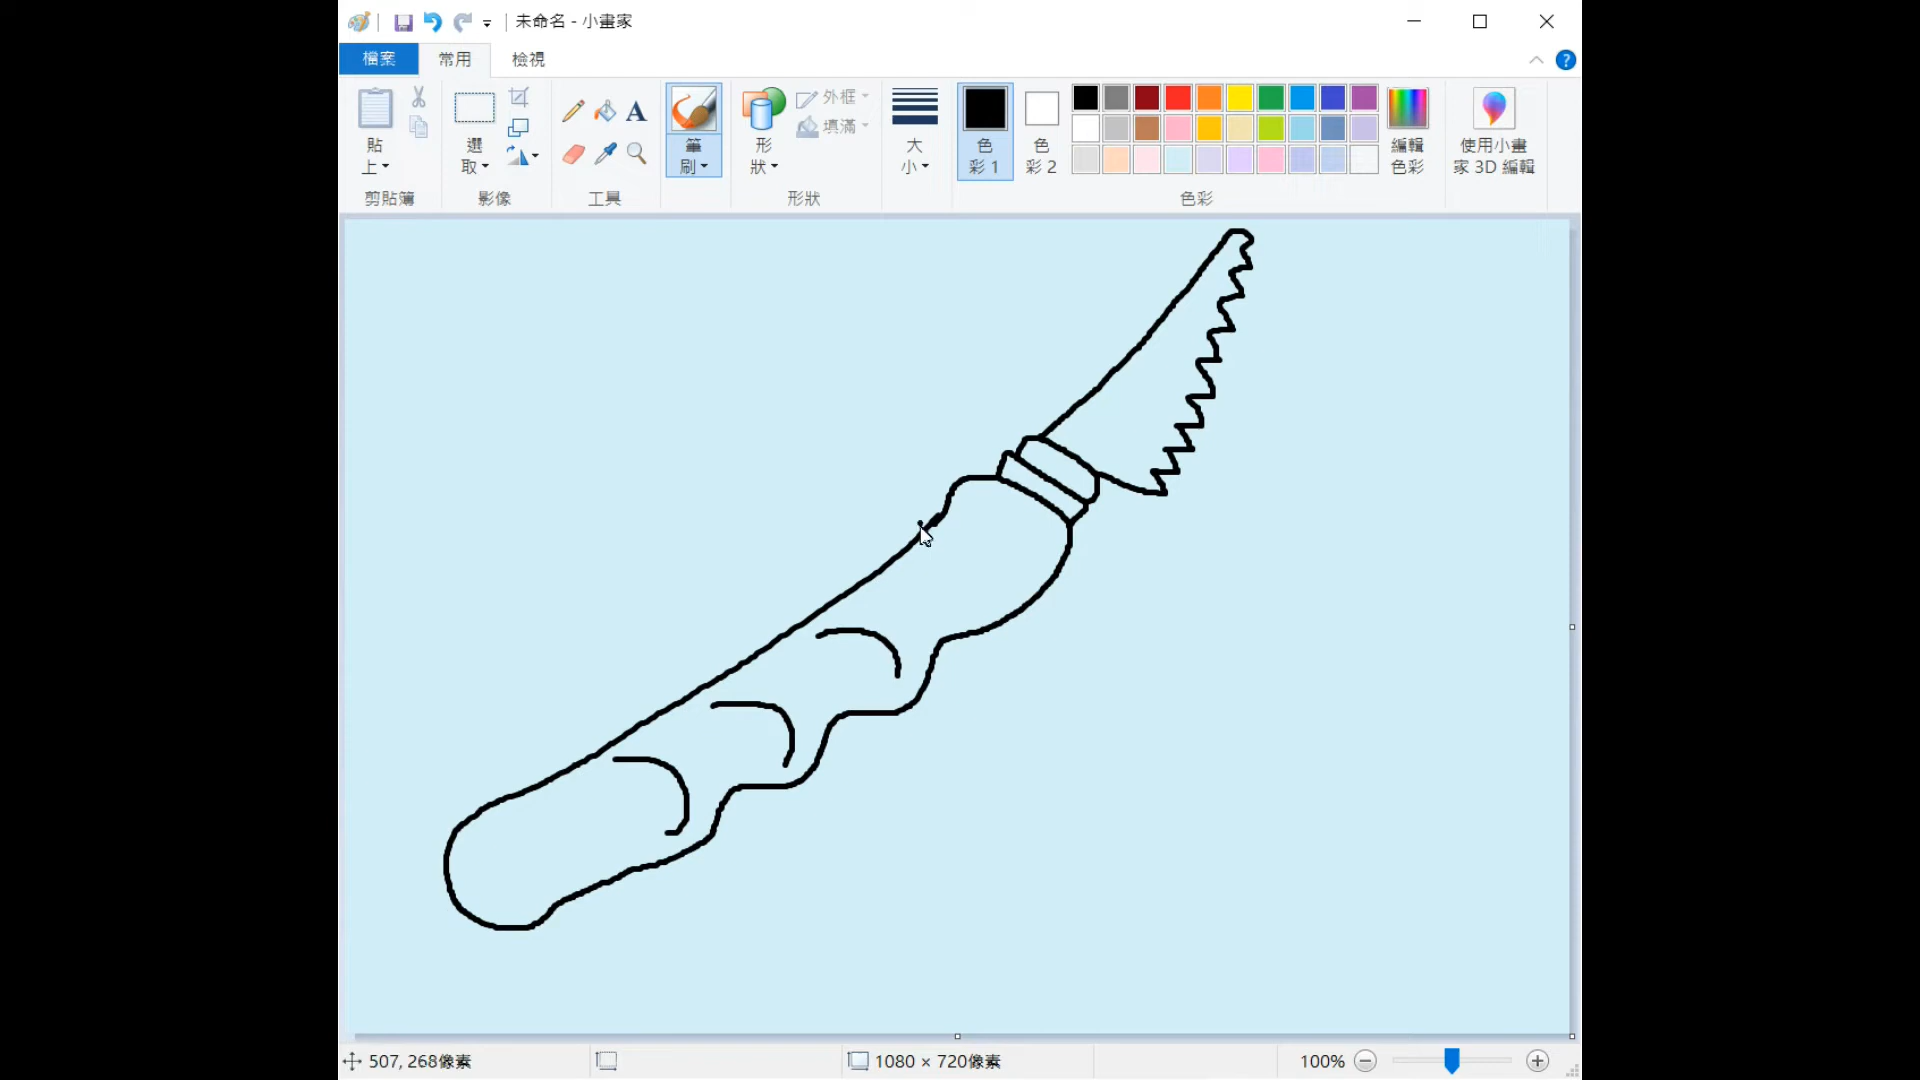 未命名 - 小畫家
檔案 常用 檢視
貼上
選取
A
筆刷
形狀
外框
填滿
大小
色彩 1
色彩 2
編輯色彩
使用小畫家 3D 編輯
剪貼簿 影像 工具 形狀 色彩
507, 268像素 1080 × 720像素 100%